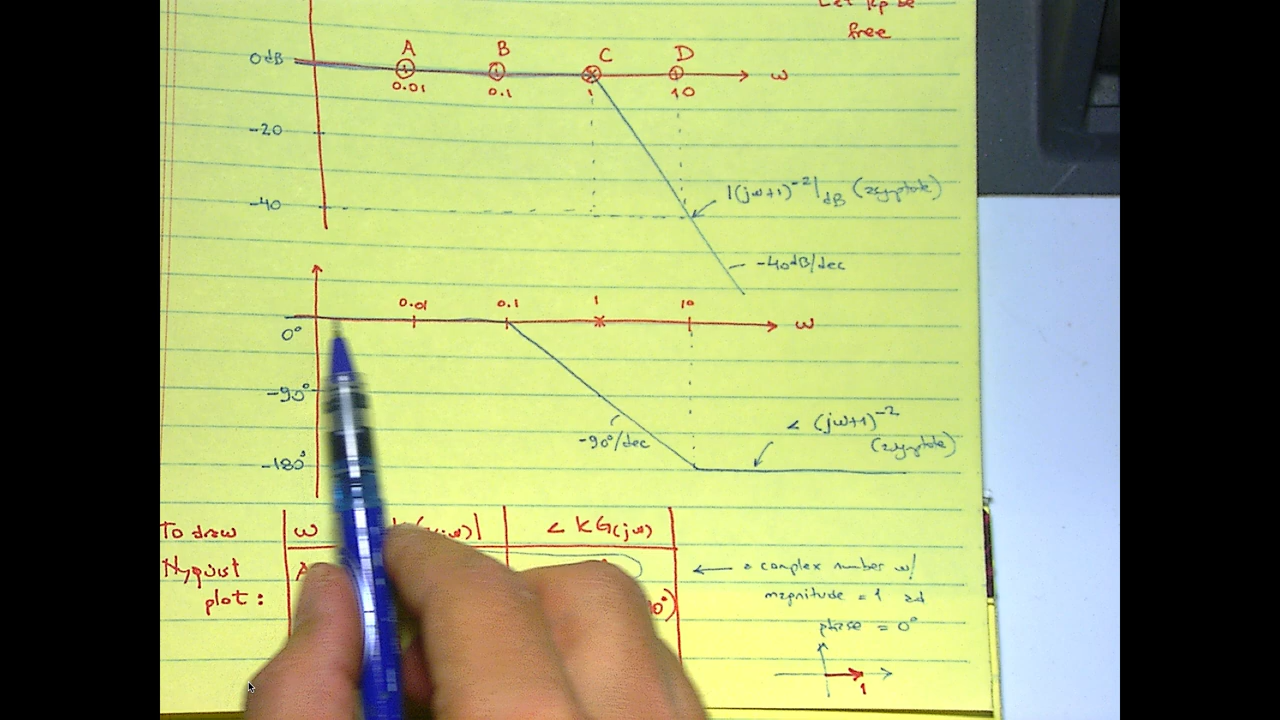 Let Kp be
free
A B C D
0dB ω
0.01 0.1 1 10
-20
-40
|(jω+1)⁻²|dB (asymptote)
-40dB/dec
0.01 0.1 1 10
ω
0°
-90°
-180°
-90°/dec
∠ (jω+1)⁻²
(asymptote)
To draw ω (jω)| ∠ KG(jω)
Nyquist A ← a complex number w/
plot: 0°) magnitude = 1 and
phase = 0°
1